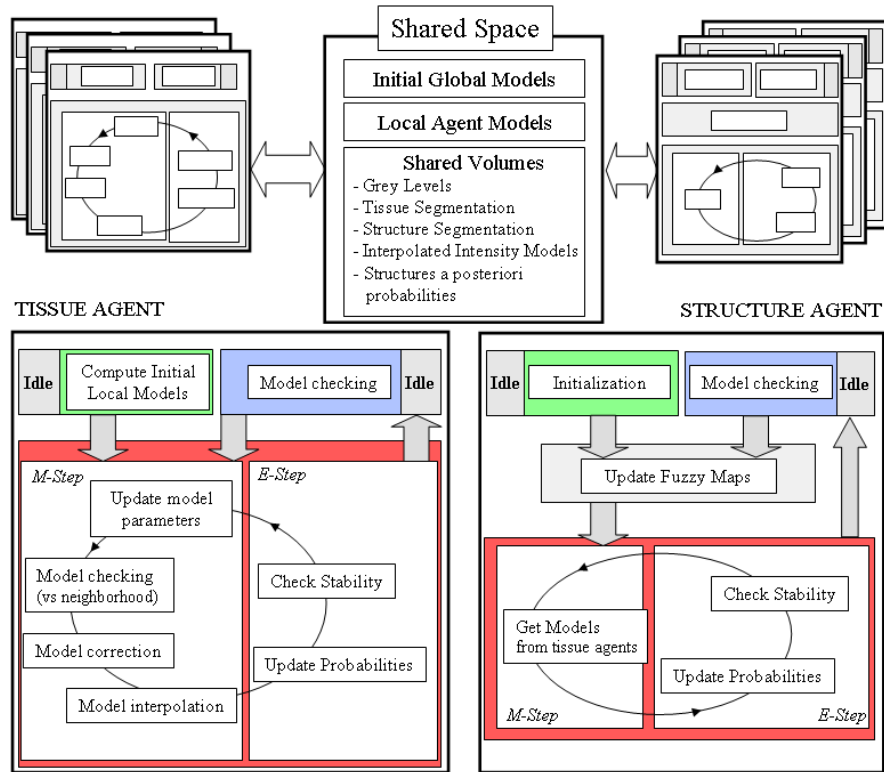 Shared Space
Initial Global Models
Local Agent Models
Shared Volumes
- Grey Levels
- Tissue Segmentation
- Structure Segmentation
- Interpolated Intensity Models
- Structures a posteriori
probabilities
TISSUE AGENT
STRUCTURE AGENT
Idle
Compute Initial
Local Models
Model checking
Idle
M-Step
E-Step
Update model
parameters
Model checking
(vs neighborhood)
Model correction
Model interpolation
Check Stability
Update Probabilities
Idle
Initialization
Model checking
Idle
Update Fuzzy Maps
Get Models
from tissue agents
Check Stability
Update Probabilities
M-Step
E-Step